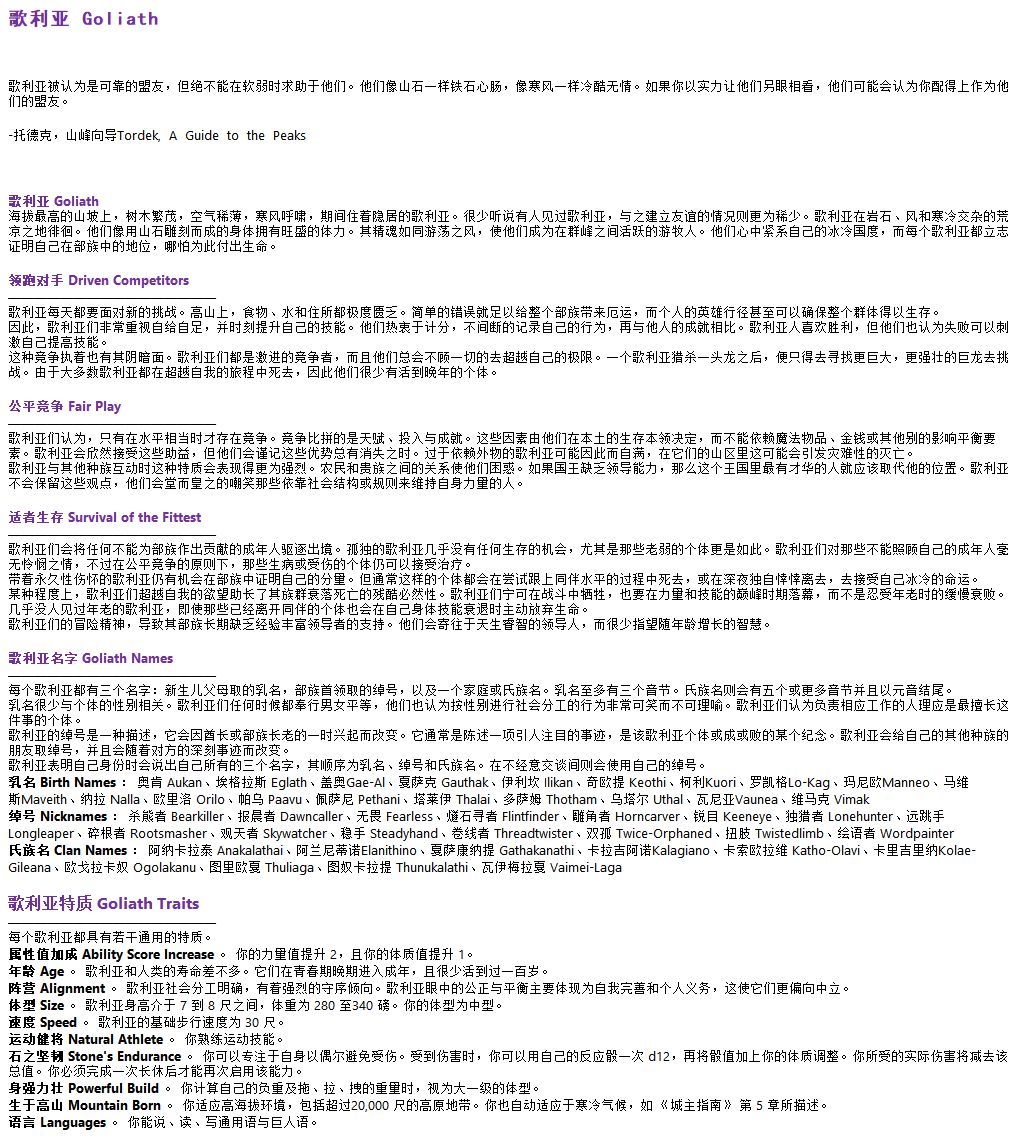 歌利亚 Goliath
歌利亚被认为是可靠的盟友，但绝不能在软弱时求助于他们。他们像山石一样铁石心肠，像寒风一样冷酷无情。如果你以实力让他们另眼相看，他们可能会认为你配得上作为他
们的盟友。
-托德克，山峰向导Tordek, A Guide to the Peaks
歌利亚 Goliath
海拔最高的山坡上，树木繁茂，空气稀薄，寒风呼啸，期间住着隐居的歌利亚。很少听说有人见过歌利亚，与之建立友谊的情况则更为稀少。歌利亚在岩石、风和寒冷交杂的荒
凉之地徘徊。他们像用山石雕刻而成的身体拥有旺盛的体力。其精魂如同游荡之风，使他们成为在群峰之间活跃的游牧人。他们心中紧系自己的冰冷国度，而每个歌利亚都立志
证明自己在部族中的地位，哪怕为此付出生命。
领跑对手 Driven Competitors
歌利亚每天都要面对新的挑战。高山上，食物、水和住所都极度匮乏。简单的错误就足以给整个部族带来厄运，而个人的英雄行径甚至可以确保整个群体得以生存。
因此，歌利亚们非常重视自给自足，并时刻提升自己的技能。他们热衷于计分，不间断的记录自己的行为，再与他人的成就相比。歌利亚人喜欢胜利，但他们也认为失败可以刺
激自己提高技能。
这种竞争执着也有其阴暗面。歌利亚们都是激进的竞争者，而且他们总会不顾一切的去超越自己的极限。一个歌利亚猎杀一头龙之后，便只得去寻找更巨大，更强壮的巨龙去挑
战。由于大多数歌利亚都在超越自我的旅程中死去，因此他们很少有活到晚年的个体。
公平竞争 Fair Play
歌利亚们认为，只有在水平相当时才存在竞争。竞争比拼的是天赋、投入与成就。这些因素由他们在本土的生存本领决定，而不能依赖魔法物品、金钱或其他别的影响平衡要
素。歌利亚会欣然接受这些助益，但他们会谨记这些优势总有消失之时。过于依赖外物的歌利亚可能因此而自满，在它们的山区里这可能会引发灾难性的灭亡。
歌利亚与其他种族互动时这种特质会表现得更为强烈。农民和贵族之间的关系使他们困惑。如果国王缺乏领导能力，那么这个王国里最有才华的人就应该取代他的位置。歌利亚
不会保留这些观点，他们会堂而皇之的嘲笑那些依靠社会结构或规则来维持自身力量的人。
适者生存 Survival of the Fittest
歌利亚们会将任何不能为部族作出贡献的成年人驱逐出境。孤独的歌利亚几乎没有任何生存的机会，尤其是那些老弱的个体更是如此。歌利亚们对那些不能照顾自己的成年人毫
无怜悯之情，不过在公平竞争的原则下，那些生病或受伤的个体仍可以接受治疗。
带着永久性伤怀的歌利亚仍有机会在部族中证明自己的分量。但通常这样的个体都会在尝试跟上同伴水平的过程中死去，或在深夜独自悻悻离去，去接受自己冰冷的命运。
某种程度上，歌利亚们超越自我的欲望助长了其族群衰落死亡的残酷必然性。歌利亚们宁可在战斗中牺牲，也要在力量和技能的巅峰时期落幕，而不是忍受年老时的缓慢衰败。
几乎没人见过年老的歌利亚，即使那些已经离开同伴的个体也会在自己身体技能衰退时主动放弃生命。
歌利亚们的冒险精神，导致其部族长期缺乏经验丰富领导者的支持。他们会寄往于天生睿智的领导人，而很少指望随年龄增长的智慧。
歌利亚名字 Goliath Names
每个歌利亚都有三个名字：新生儿父母取的乳名，部族首领取的绰号，以及一个家庭或氏族名。乳名至多有三个音节。氏族名则会有五个或更多音节并且以元音结尾。
乳名很少与个体的性别相关。歌利亚们任何时候都奉行男女平等，他们也认为按性别进行社会分工的行为非常可笑而不可理喻。歌利亚们认为负责相应工作的人理应是最擅长这
件事的个体。
歌利亚的绰号是一种描述，它会因酋长或部族长老的一时兴起而改变。它通常是陈述一项引人注目的事迹，是该歌利亚个体或成或败的某个纪念。歌利亚会给自己的其他种族的
朋友取绰号，并且会随着对方的深刻事迹而改变。
歌利亚表明自己身份时会说出自己所有的三个名字，其顺序为乳名、绰号和氏族名。在不经意交谈间则会使用自己的绰号。
乳名 Birth Names： 奥肯 Aukan、埃格拉斯 Eglath、盖奥Gae-Al、戛萨克 Gauthak、伊利坎 Ilikan、奇欧提 Keothi、柯利Kuori、罗凯格Lo-Kag、玛尼欧Manneo、马维
斯Maveith、纳拉 Nalla、欧里洛 Orilo、帕乌 Paavu、佩萨尼 Pethani、塔莱伊 Thalai、多萨姆 Thotham、乌塔尔 Uthal、瓦尼亚Vaunea、维马克 Vimak
绰号 Nicknames： 杀熊者 Bearkiller、报晨者 Dawncaller、无畏 Fearless、燧石寻者 Flintfinder、雕角者 Horncarver、锐目 Keeneye、独猎者 Lonehunter、远跳手
Longleaper、碎根者 Rootsmasher、观天者 Skywatcher、稳手 Steadyhand、卷线者 Threadtwister、双孤 Twice-Orphaned、扭肢 Twistedlimb、绘语者 Wordpainter
氏族名 Clan Names： 阿纳卡拉泰 Anakalathai、阿兰尼蒂诺Elanithino、戛萨康纳提 Gathakanathi、卡拉吉阿诺Kalagiano、卡索欧拉维 Katho-Olavi、卡里吉里纳Kolae-
Gileana、欧戈拉卡奴 Ogolakanu、图里欧戛 Thuliaga、图奴卡拉提 Thunukalathi、瓦伊梅拉戛 Vaimei-Laga
歌利亚特质 Goliath Traits
每个歌利亚都具有若干通用的特质。
属性值加成 Ability Score Increase 。 你的力量值提升 2，且你的体质值提升 1。
年龄 Age 。 歌利亚和人类的寿命差不多。它们在青春期晚期进入成年，且很少活到过一百岁。
阵营 Alignment 。 歌利亚社会分工明确，有着强烈的守序倾向。歌利亚眼中的公正与平衡主要体现为自我完善和个人义务，这使它们更偏向中立。
体型 Size 。 歌利亚身高介于 7 到 8 尺之间，体重为 280 至340 磅。你的体型为中型。
速度 Speed 。 歌利亚的基础步行速度为 30 尺。
运动健将 Natural Athlete 。 你熟练运动技能。
石之坚韧 Stone's Endurance 。 你可以专注于自身以偶尔避免受伤。受到伤害时，你可以用自己的反应骰一次 d12，再将骰值加上你的体质调整。你所受的实际伤害将减去该
总值。你必须完成一次长休后才能再次启用该能力。
身强力壮 Powerful Build 。 你计算自己的负重及拖、拉、拽的重量时，视为大一级的体型。
生于高山 Mountain Born 。 你适应高海拔环境，包括超过20,000 尺的高原地带。你也自动适应于寒冷气候，如《城主指南》 第 5 章所描述。
语言 Languages 。 你能说、读、写通用语与巨人语。